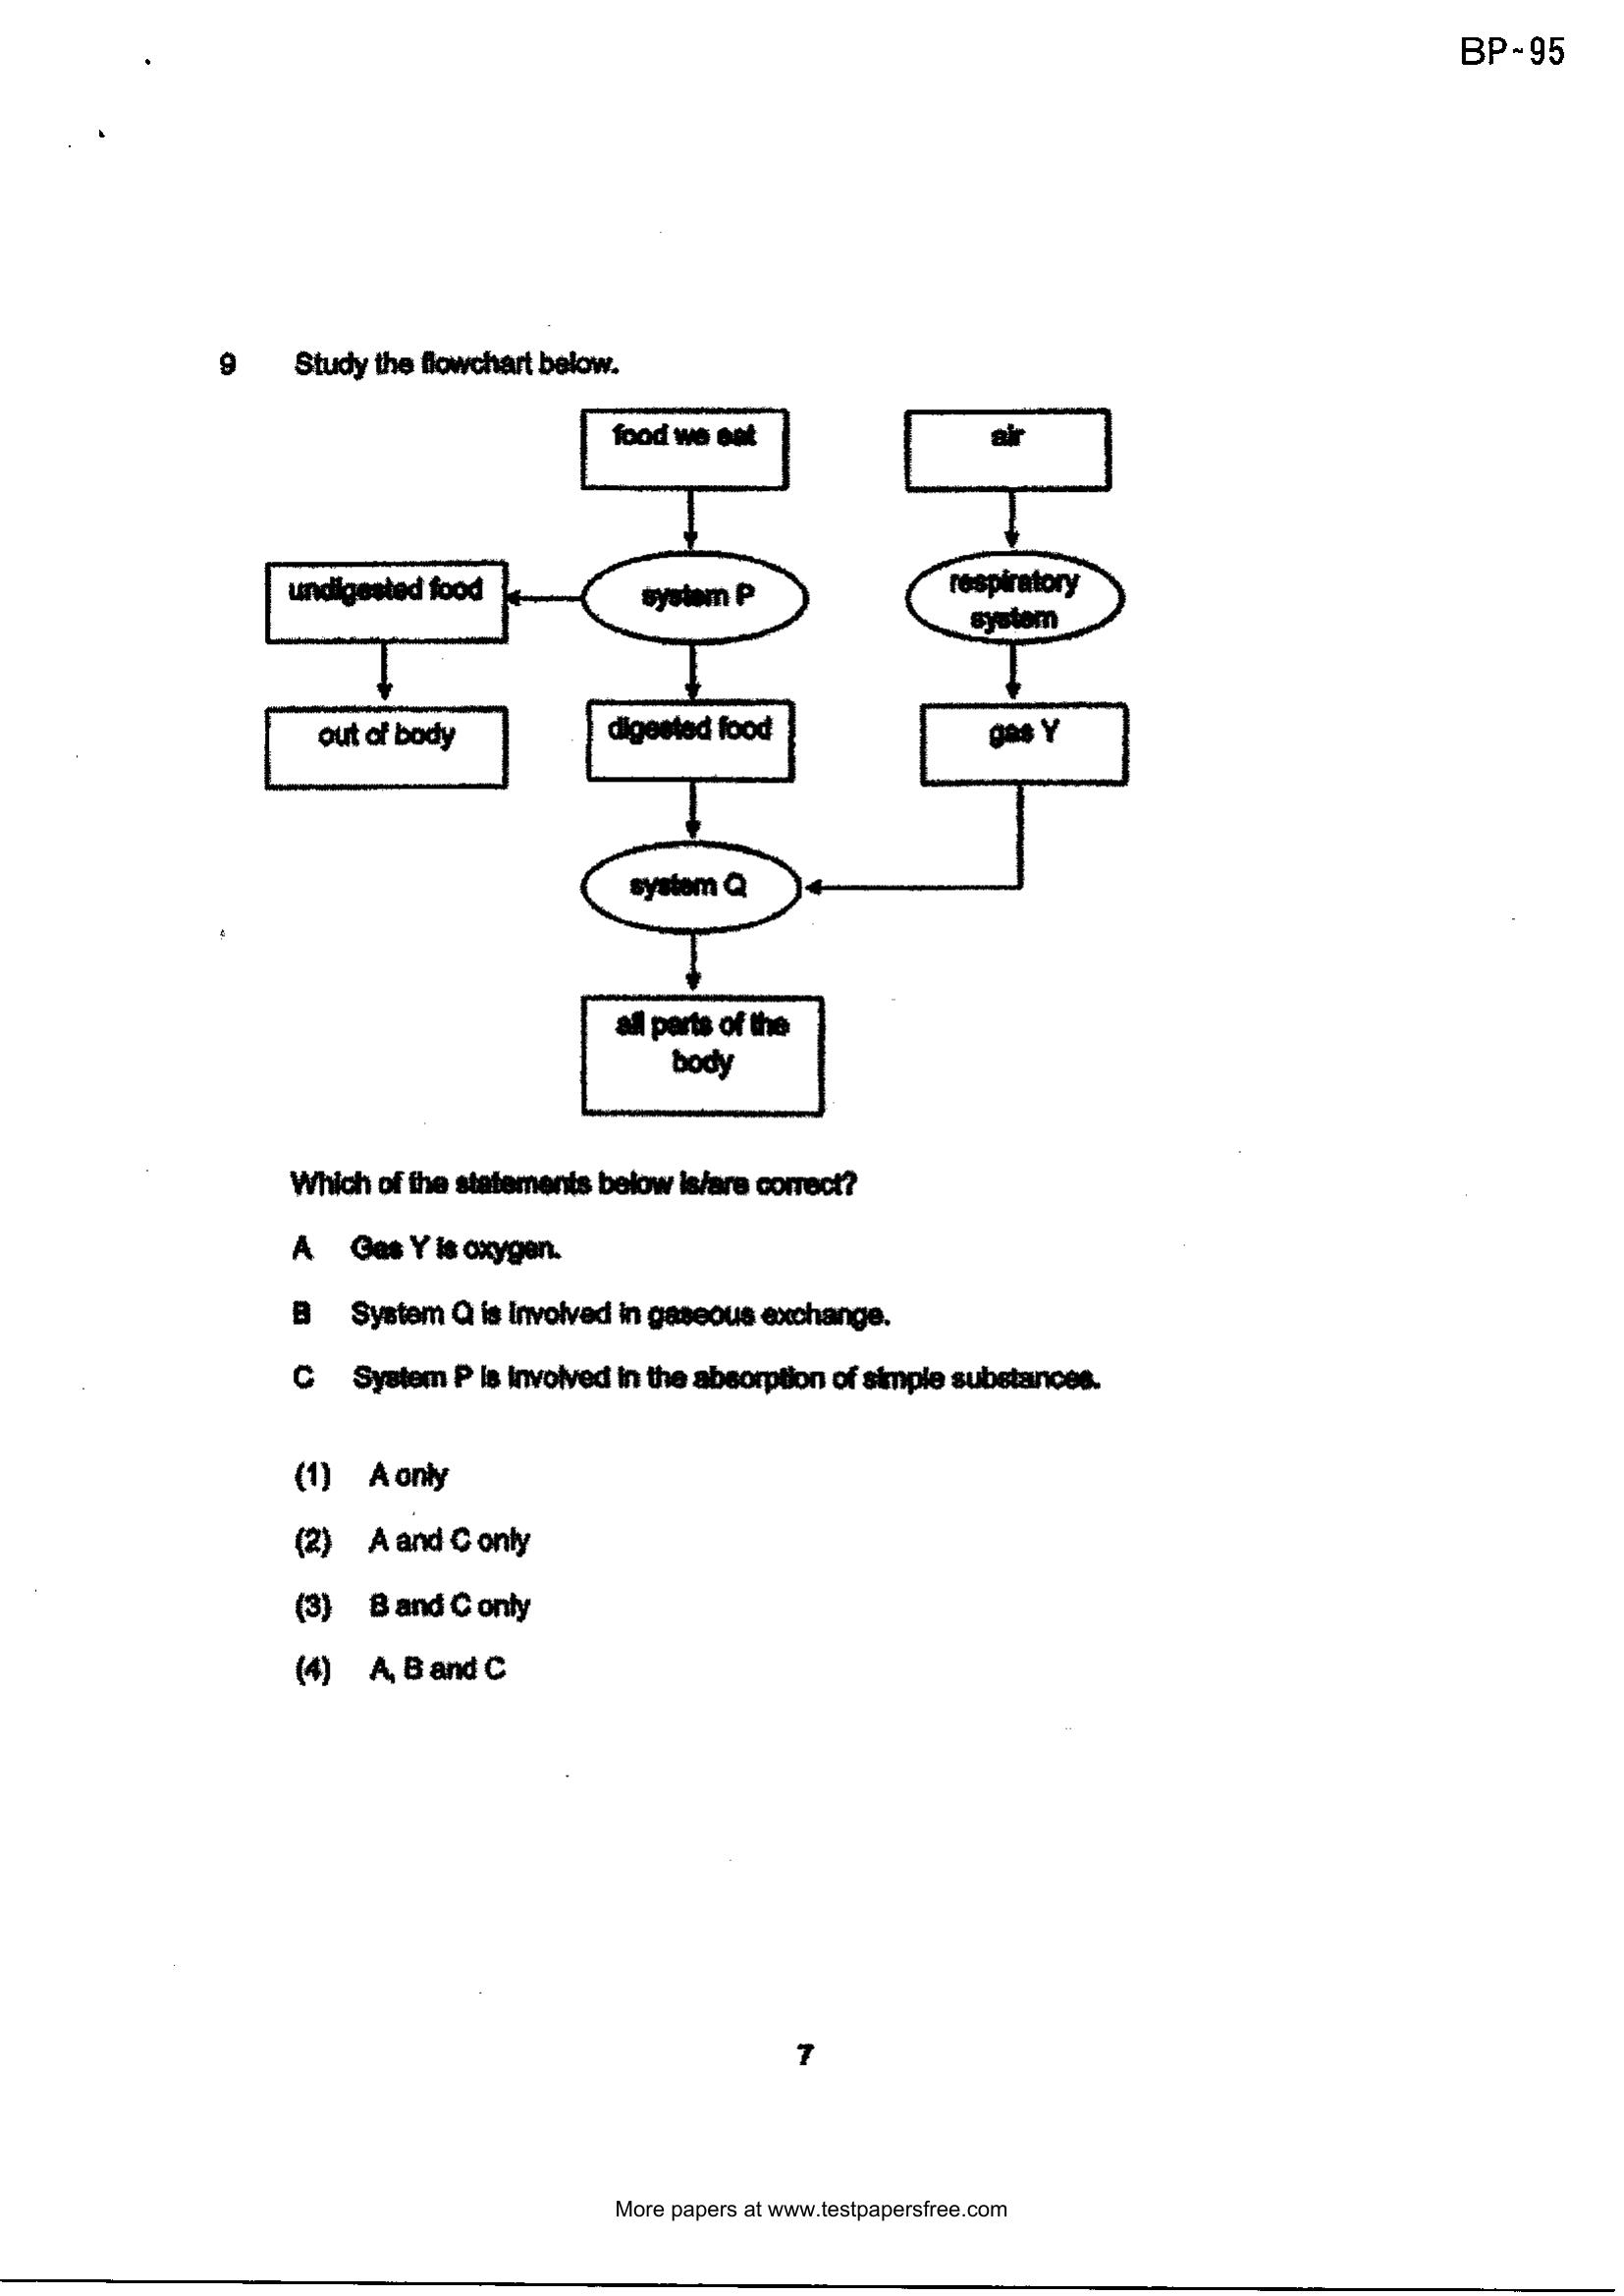 BP-95
9 Study the flowchart below.
food we eat
air
undigested food
system P
respiratory
system
out of body
digested food
gas Y
system Q
all parts of the
body
Which of the statements below is/are correct?
A Gas Y is oxygen.
B System Q is involved in gaseous exchange.
C System P is involved in the absorption of simple substances.
(1) A only
(2) A and C only
(3) B and C only
(4) A, B and C
7
More papers at www.testpapersfree.com